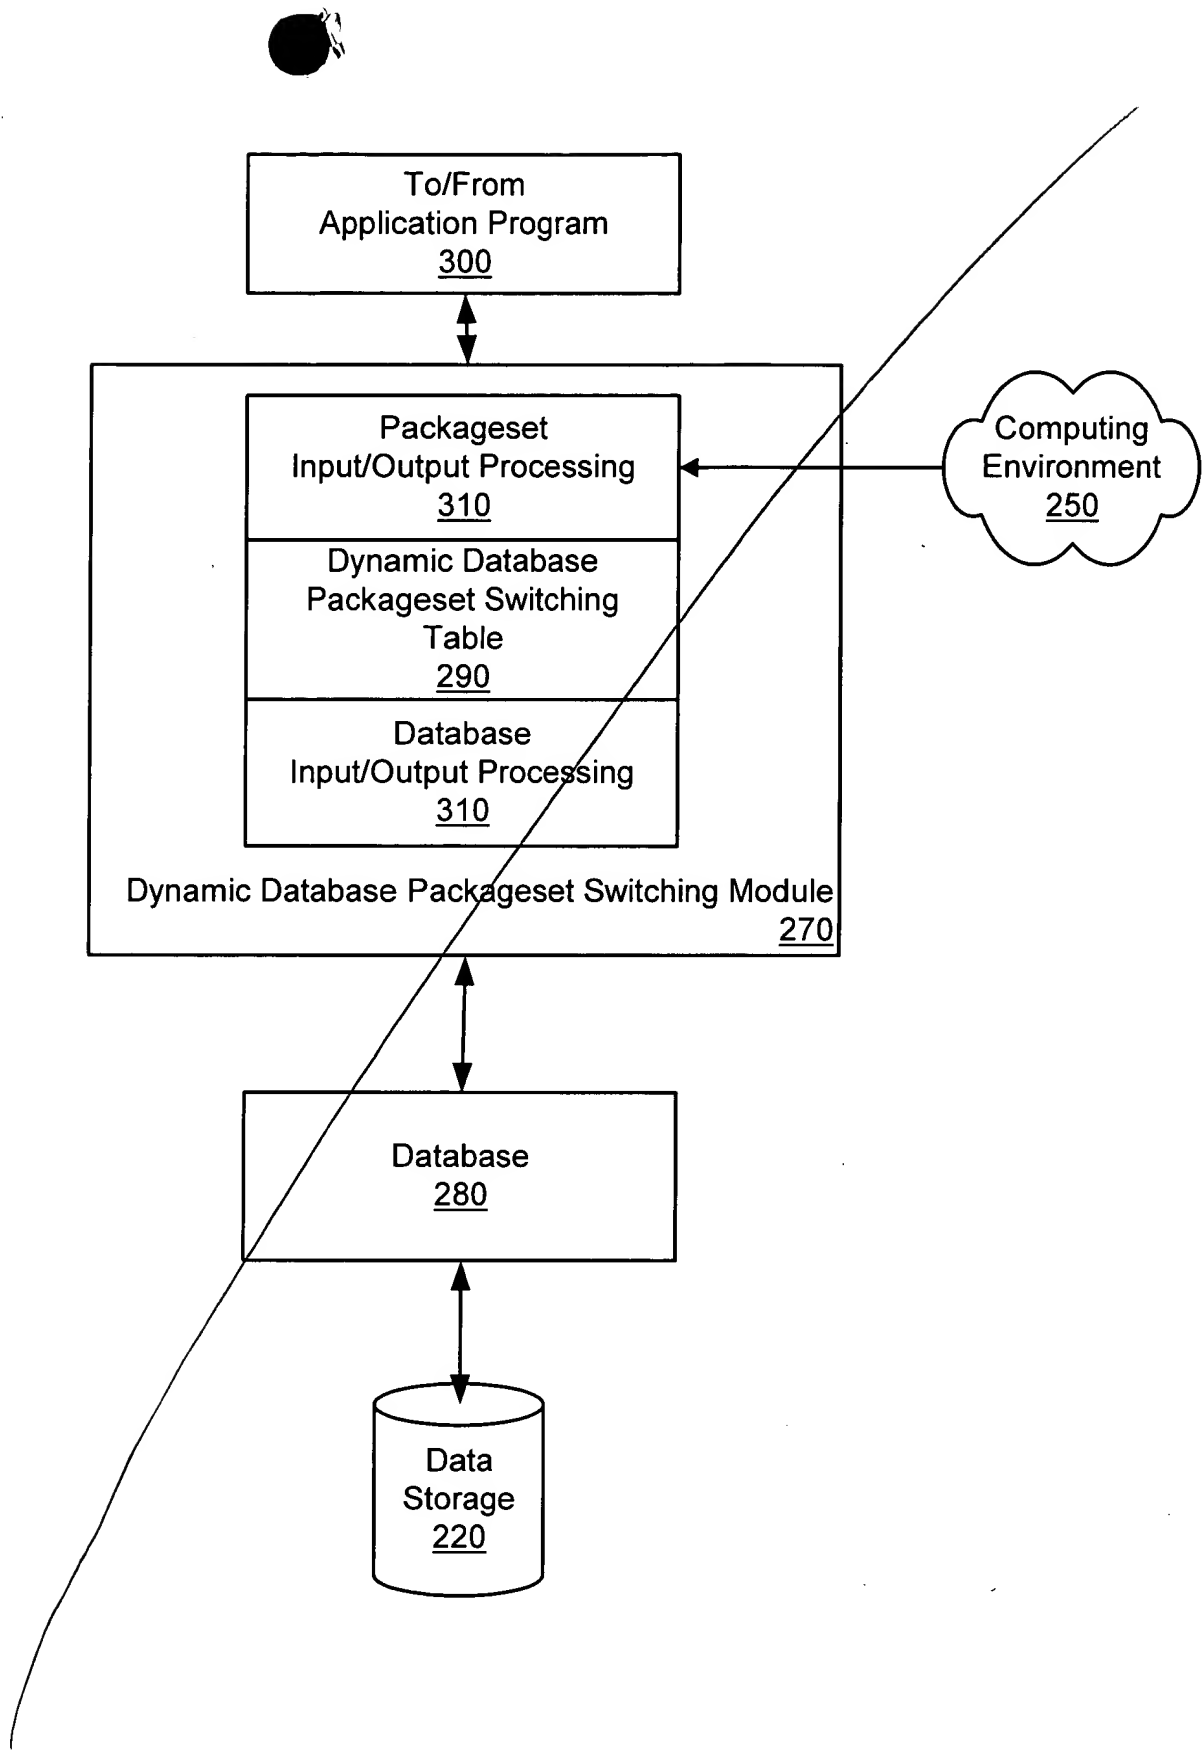 To/From
Application Program
300
Packageset
Input/Output Processing
310
Computing
Environment
250
Dynamic Database
Packageset Switching
Table
290
Database
Input/Output Processing
310
Dynamic Database Packageset Switching Module
270
Database
280
Data
Storage
220